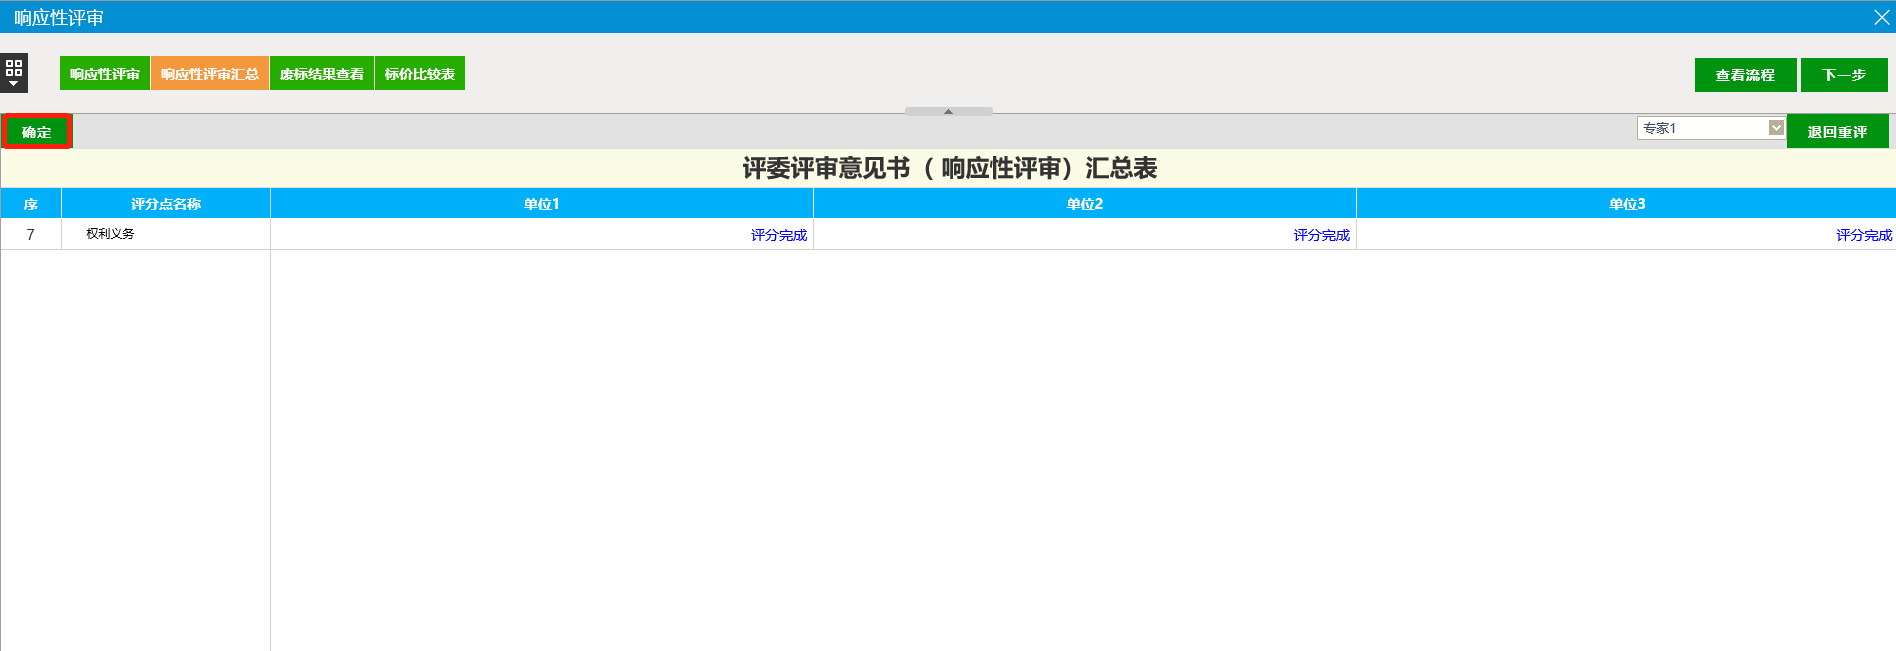 响应性评审
响应性评审 响应性评审汇总 废标结果查看 标价比较表 查看流程 下一步
确定 专家1 退回重评
评委评审意见书（ 响应性评审）汇总表
序 评分点名称 单位1 单位2 单位3
7 权利义务 评分完成 评分完成 评分完成